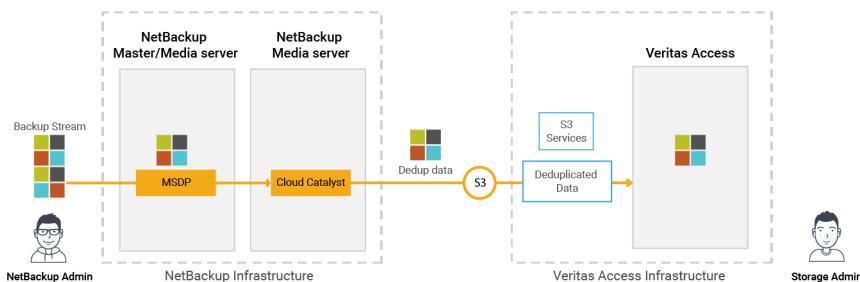 NetBackup
Master/Media server
NetBackup
Media server
Veritas Access
Backup Stream
MSDP
Cloud Catalyst
Dedup data
S3
S3
Services
Deduplicated
Data
NetBackup Admin
NetBackup Infrastructure
Veritas Access Infrastructure
Storage Admin